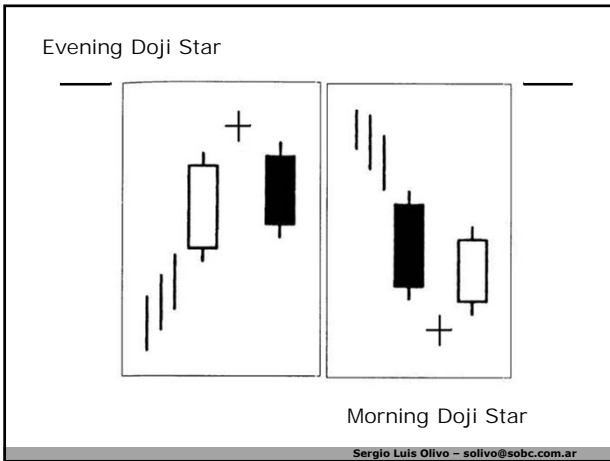 Evening Doji Star
Morning Doji Star
Sergio Luis Olivo – solivo@sobc.com.ar